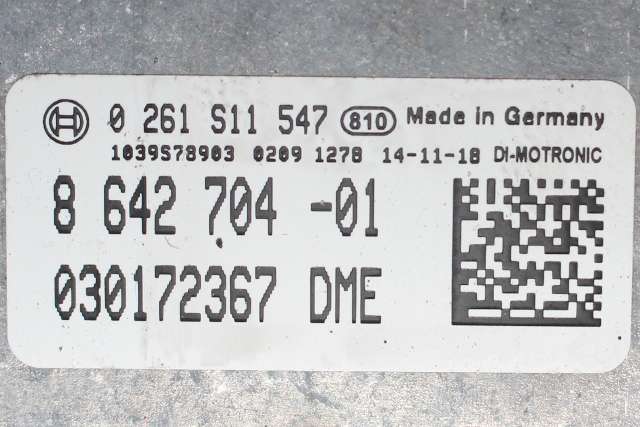 0 261 S11 547 810 Made in Germany
1039S78903 0209 1278 14-11-18 DI-MOTRONIC
8 642 704 -01
030172367 DME